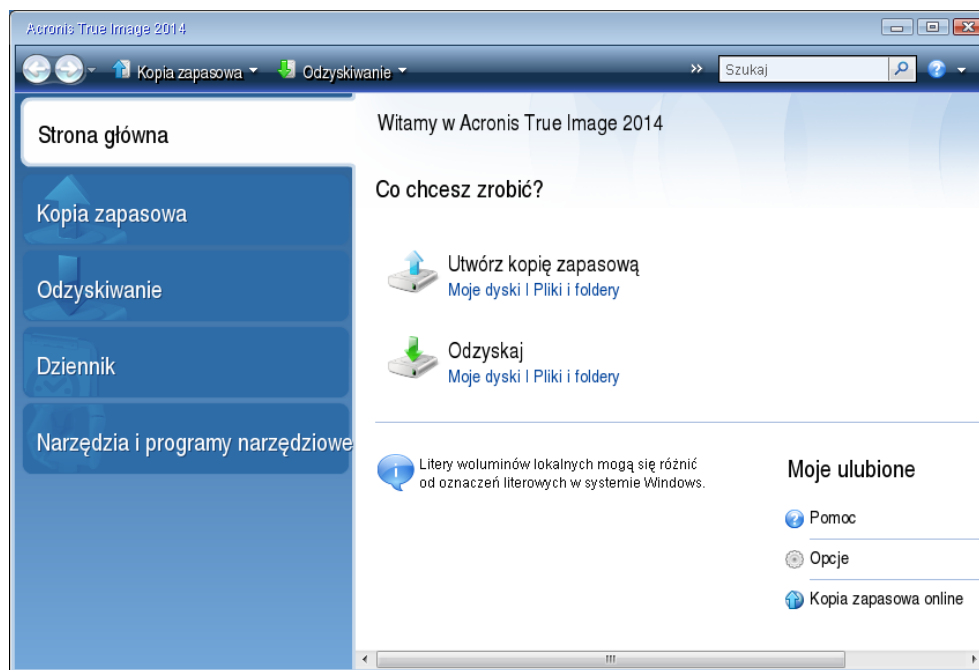 Acronis True Image 2014
Kopia zapasowa Odzyskiwanie » Szukaj
Strona główna
Kopia zapasowa
Odzyskiwanie
Dziennik
Narzędzia i programy narzędziowe
Witamy w Acronis True Image 2014
Co chcesz zrobić?
Utwórz kopię zapasową
Moje dyski | Pliki i foldery
Odzyskaj
Moje dyski | Pliki i foldery
Litery woluminów lokalnych mogą się różnić
od oznaczeń literowych w systemie Windows.
Moje ulubione
Pomoc
Opcje
Kopia zapasowa online